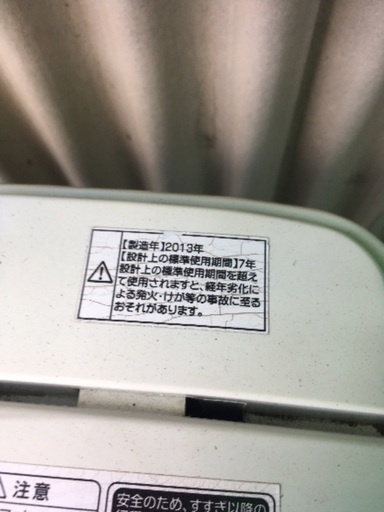 【製造年】2013年
【設計上の標準使用期間】7年
設計上の標準使用期間を超え
て使用されますと、経年劣化に
よる発火・けが等の事故に至る
おそれがあります。
注意
安全のため、すすぎ以降の